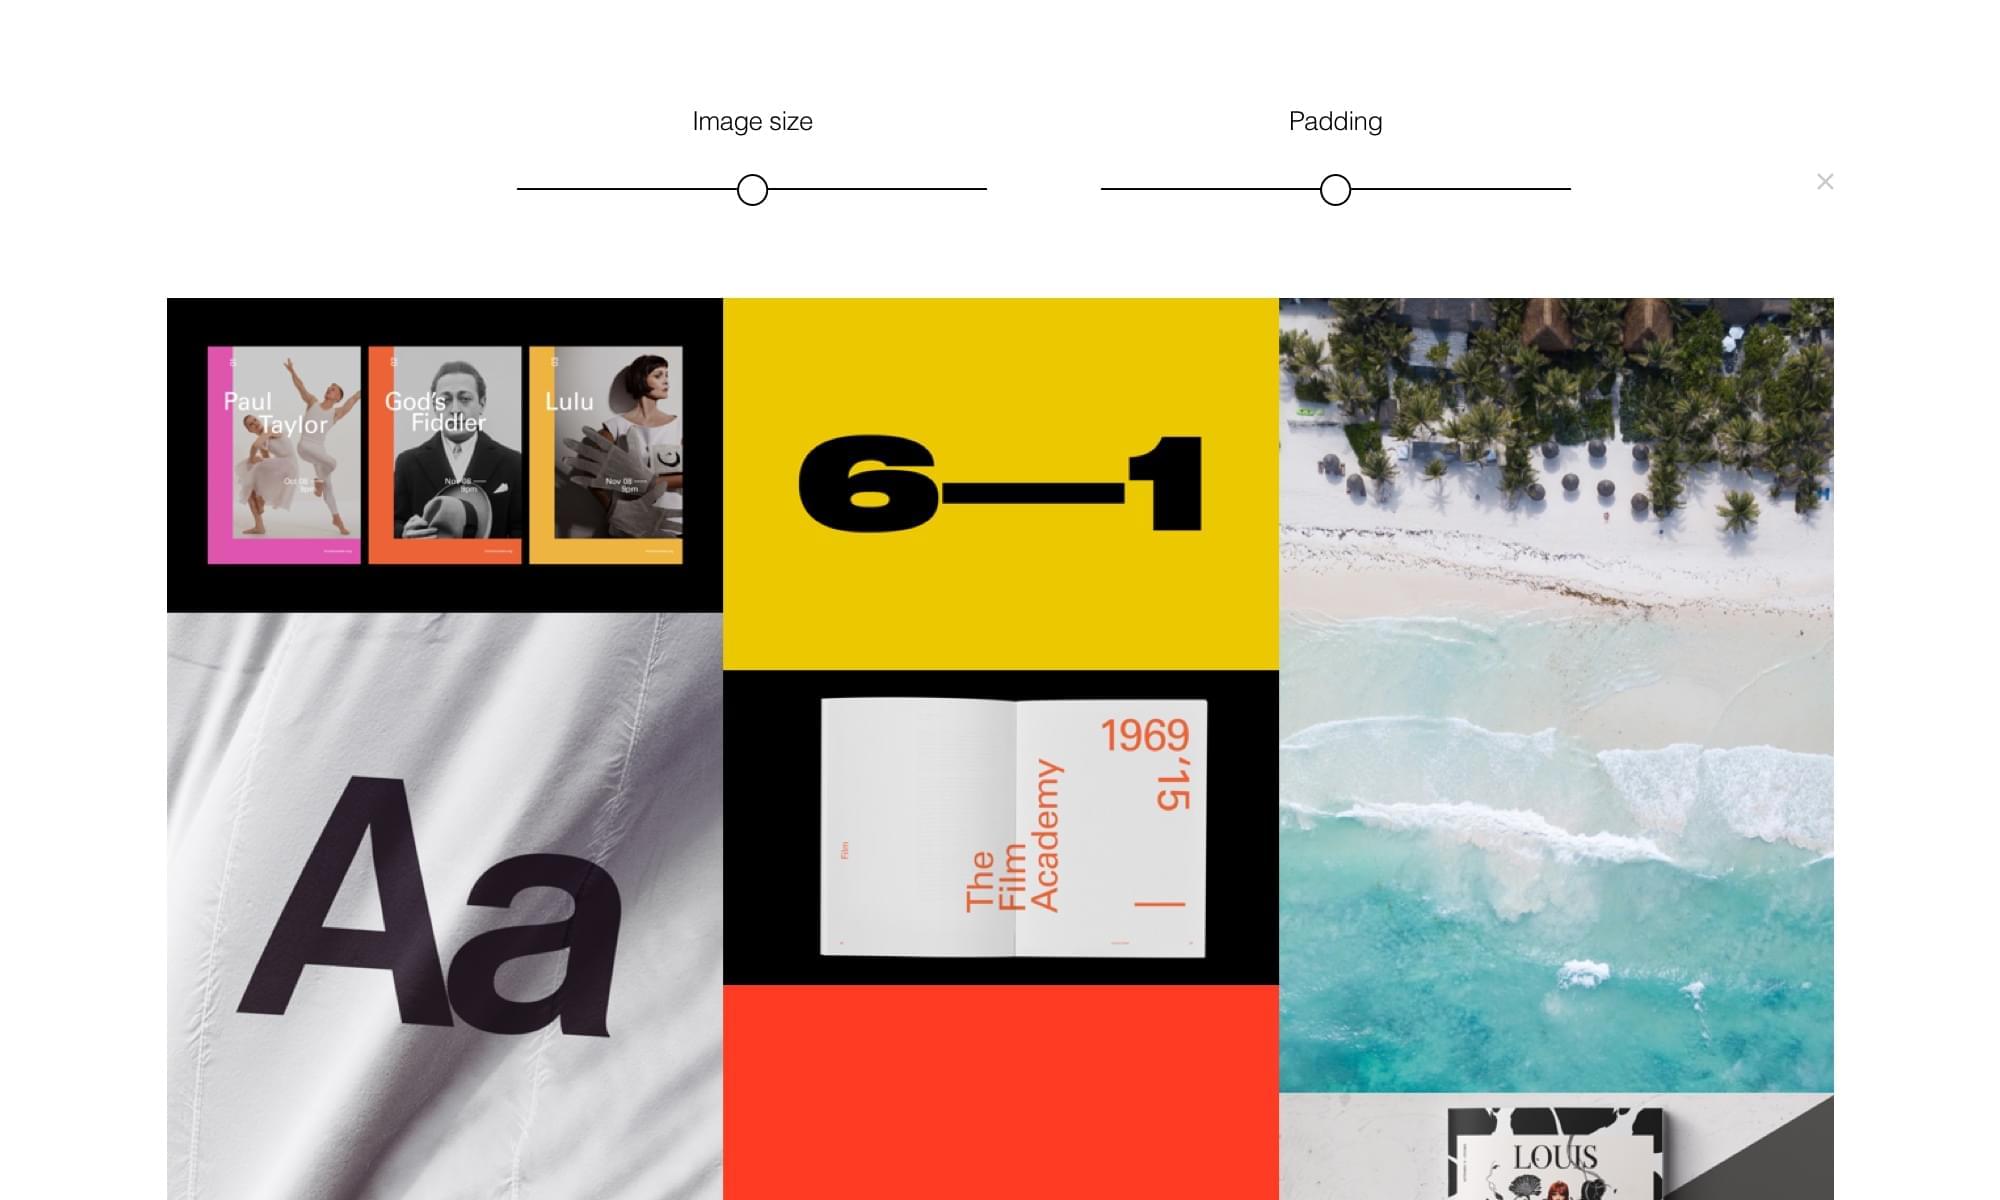 Image size
Padding
Paul
Taylor
Oct 08 —
9pm
God's
Fiddler
Nov 08 —
9pm
Lulu
Nov 08 —
9pm
6—1
Aa
1969
'15
The
Film
Academy
Film
LOUIS